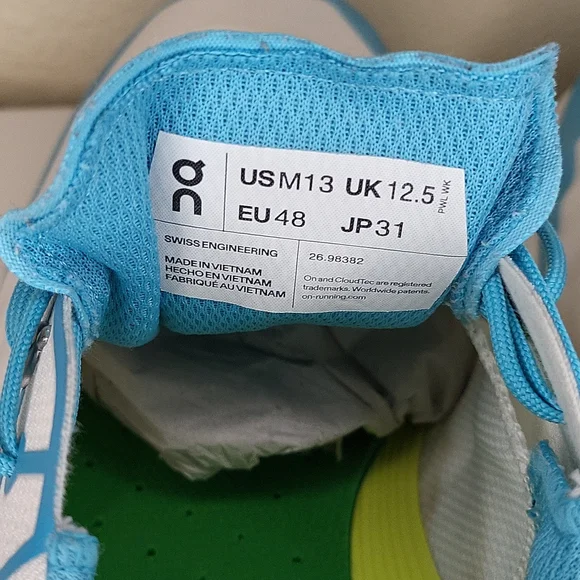 on
US M13 UK 12.5
EU 48 JP 31
PWL WK
SWISS ENGINEERING
MADE IN VIETNAM
HECHO EN VIETNAM
FABRIQUÉ AU VIETNAM
26.98382
On and CloudTec are registered
trademarks. Worldwide patents.
on-running.com